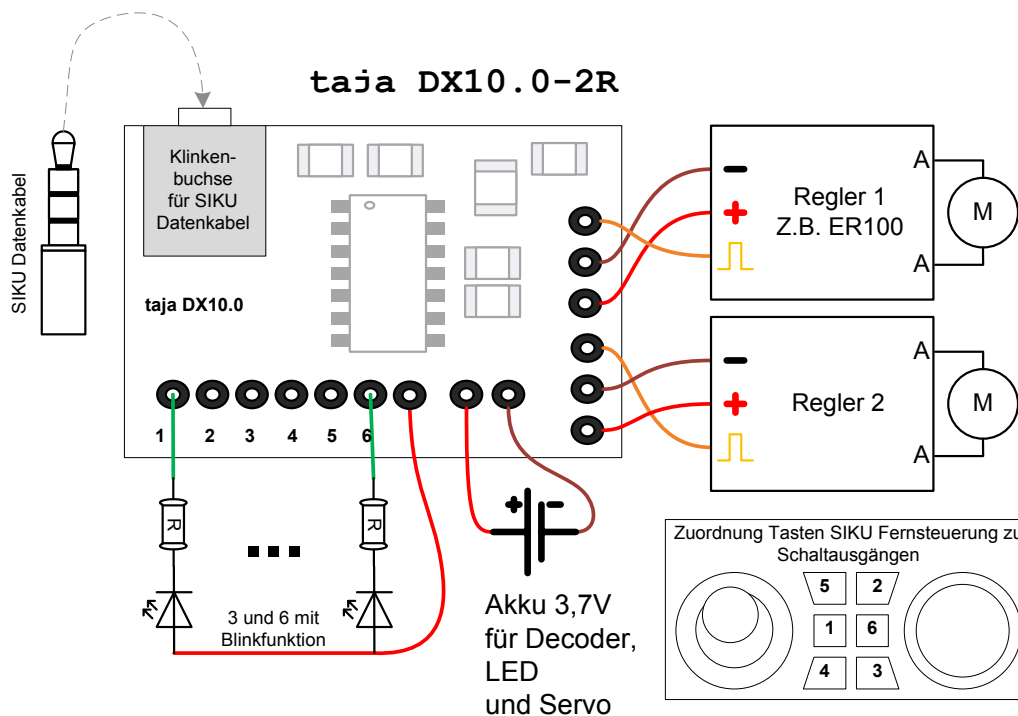 taja DX10.0-2R
SIKU Datenkabel
Klinken-
buchse
für SIKU
Datenkabel
taja DX10.0
1 2 3 4 5 6
R
R
3 und 6 mit
Blinkfunktion
+ -
Akku 3,7V
für Decoder,
LED
und Servo
- A
Regler 1
Z.B. ER100
+
A
M
- A
Regler 2
+
A
M
Zuordnung Tasten SIKU Fernsteuerung zu
Schaltausgängen
5 2
1 6
4 3